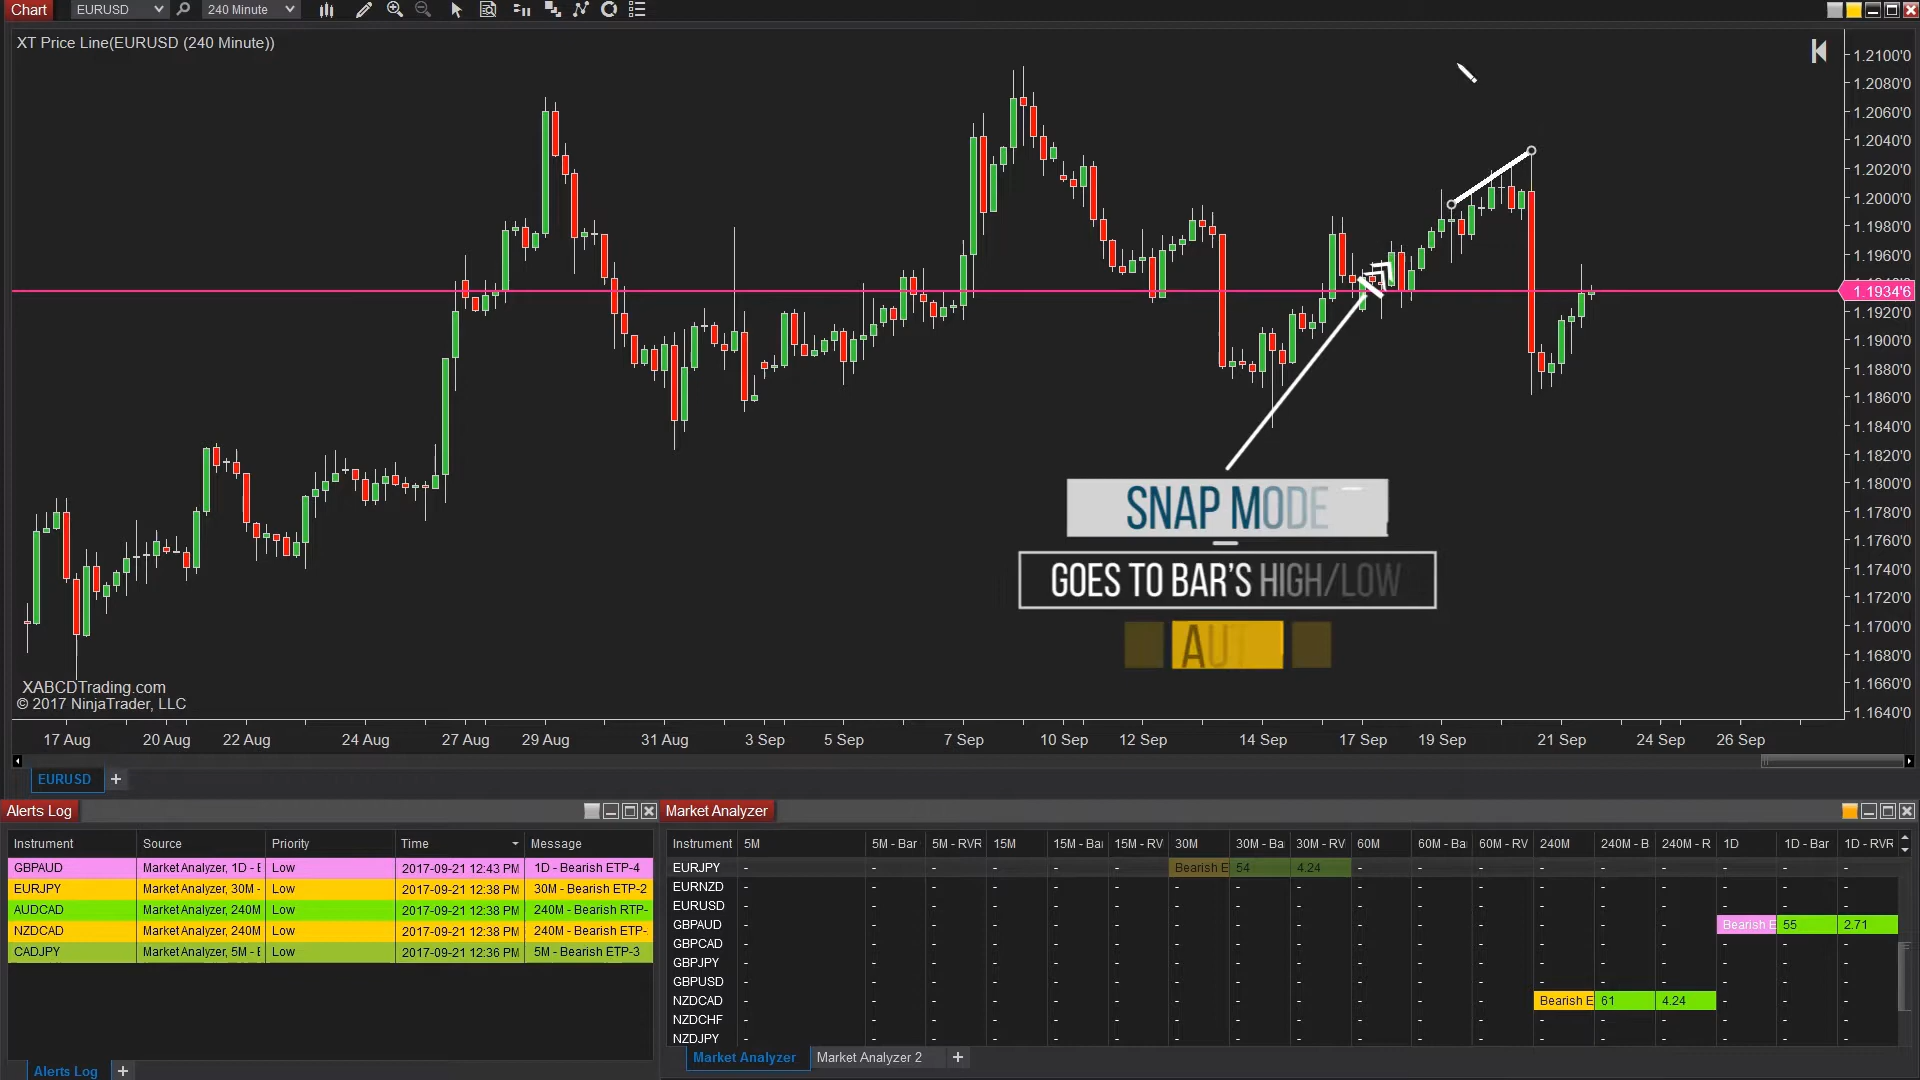 Chart EURUSD 240 Minute
XT Price Line(EURUSD (240 Minute))
1.2100'0
1.2080'0
1.2060'0
1.2040'0
1.2020'0
1.2000'0
1.1980'0
1.1960'0
1.1934'6
1.1920'0
1.1900'0
1.1880'0
1.1860'0
1.1840'0
1.1820'0
1.1800'0
1.1780'0
1.1760'0
1.1740'0
1.1720'0
1.1700'0
1.1680'0
1.1660'0
1.1640'0
SNAP MODE
GOES TO BAR'S HIGH/LOW
XABCDTrading.com
© 2017 NinjaTrader, LLC
17 Aug 20 Aug 22 Aug 24 Aug 27 Aug 29 Aug 31 Aug 3 Sep 5 Sep 7 Sep 10 Sep 12 Sep 14 Sep 17 Sep 19 Sep 21 Sep 24 Sep 26 Sep
EURUSD +
Alerts Log
Instrument Source Priority Time Message
GBPAUD Market Analyzer, 1D - Low 2017-09-21 12:43 PM 1D - Bearish ETP-4
EURJPY Market Analyzer, 30M - Low 2017-09-21 12:38 PM 30M - Bearish ETP-2
AUDCAD Market Analyzer, 240M Low 2017-09-21 12:38 PM 240M - Bearish RTP-
NZDCAD Market Analyzer, 240M Low 2017-09-21 12:38 PM 240M - Bearish ETP-
CADJPY Market Analyzer, 5M - Low 2017-09-21 12:36 PM 5M - Bearish ETP-3
Alerts Log +
Market Analyzer
Instrument 5M 5M - Bar 5M - RVR 15M 15M - Bar 15M - RV 30M 30M - Bar 30M - RV 60M 60M - Ba 60M - RV 240M 240M - B 240M - R 1D 1D - Bar 1D - RVR
EURJPY - - - - - - Bearish E 54 4.24 - - - - - - - - -
EURNZD - - - - - - - - - - - - - - - - - -
EURUSD - - - - - - - - - - - - - - - - - -
GBPAUD - - - - - - - - - - - - - - - Bearish E 55 2.71
GBPCAD - - - - - - - - - - - - - - - - - -
GBPJPY - - - - - - - - - - - - - - - - - -
GBPUSD - - - - - - - - - - - - - - - - - -
NZDCAD - - - - - - - - - - - - Bearish E 61 4.24 - - -
NZDCHF - - - - - - - - - - - - - - - - - -
NZDJPY - - - - - - - - - - - - - - - - - -
Market Analyzer Market Analyzer 2 +